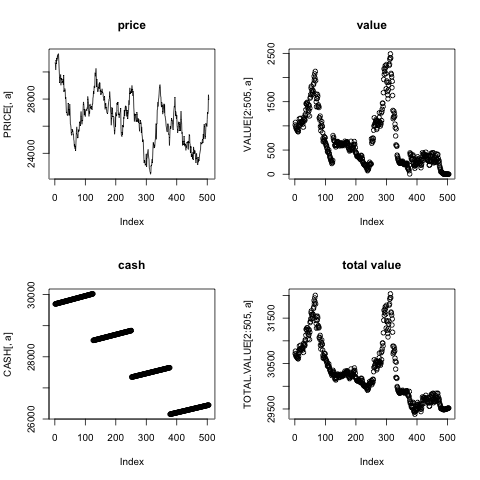 price
PRICE[, a]
24000
28000
0 100 200 300 400 500
Index
value
VALUE[2:505, a]
0 500 1500 2500
0 100 200 300 400 500
Index
cash
CASH[, a]
26000 28000 30000
0 100 200 300 400 500
Index
total value
TOTAL.VALUE[2:505, a]
29500 30500 31500
0 100 200 300 400 500
Index